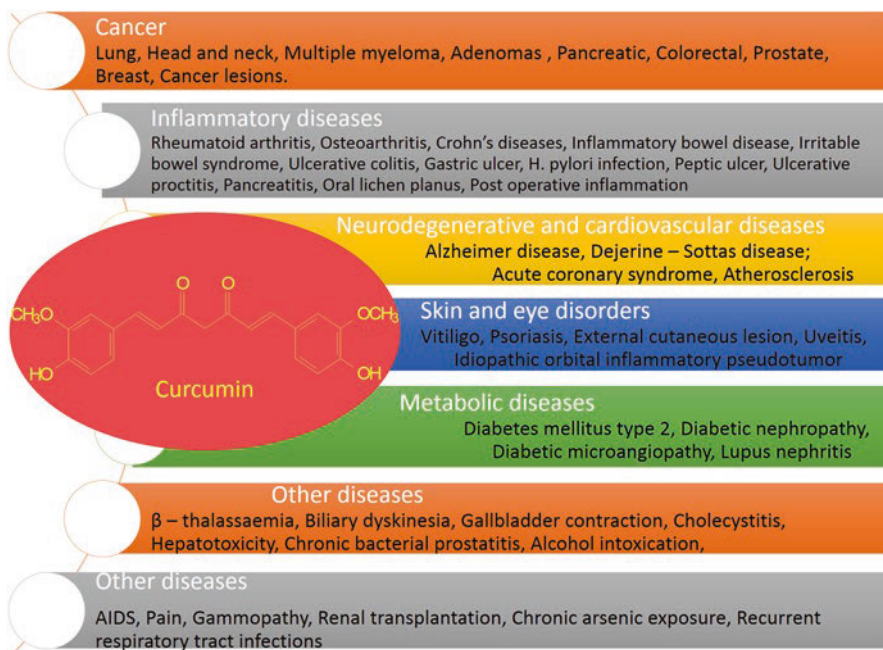 Cancer
Lung, Head and neck, Multiple myeloma, Adenomas , Pancreatic, Colorectal, Prostate,
Breast, Cancer lesions.
Inflammatory diseases
Rheumatoid arthritis, Osteoarthritis, Crohn's diseases, Inflammatory bowel disease, Irritable
bowel syndrome, Ulcerative colitis, Gastric ulcer, H. pylori infection, Peptic ulcer, Ulcerative
proctitis, Pancreatitis, Oral lichen planus, Post operative inflammation
Neurodegenerative and cardiovascular diseases
Alzheimer disease, Dejerine – Sottas disease;
Acute coronary syndrome, Atherosclerosis
O O
CH₃O OCH₃
HO OH
Curcumin
Skin and eye disorders
Vitiligo, Psoriasis, External cutaneous lesion, Uveitis,
Idiopathic orbital inflammatory pseudotumor
Metabolic diseases
Diabetes mellitus type 2, Diabetic nephropathy,
Diabetic microangiopathy, Lupus nephritis
Other diseases
β – thalassaemia, Biliary dyskinesia, Gallbladder contraction, Cholecystitis,
Hepatotoxicity, Chronic bacterial prostatitis, Alcohol intoxication,
Other diseases
AIDS, Pain, Gammopathy, Renal transplantation, Chronic arsenic exposure, Recurrent
respiratory tract infections